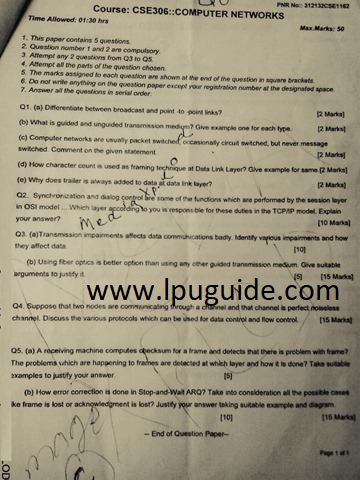 PNR No:: 312132CSE1162
Course: CSE306::COMPUTER NETWORKS
Time Allowed: 01:30 hrs
Max.Marks: 50
1. This paper contains 5 questions.
2. Question number 1 and 2 are compulsory.
3. Attempt any 2 questions from Q3 to Q5.
4. Attempt all the parts of the question chosen.
5. The marks assigned to each question are shown at the end of the question in square brackets.
6. Do not write anything on the question paper except your registration number at the designated space.
7. Answer all the questions in serial order.
Q1. (a) Differentiate between broadcast and point -to -point links? [2 Marks]
(b) What is guided and unguided transmission medium? Give example one for each type. [2 Marks]
(c) Computer networks are usually packet switched, occasionally circuit switched, but never message
switched. Comment on the given statement. [2 Marks]
(d) How character count is used as framing technique at Data Link Layer? Give example for same. [2 Marks]
(e) Why does trailer is always added to data at data link layer? [2 Marks]
Q2. Synchronization and dialog control are some of the functions which are performed by the session layer
in OSI model ... Which layer according to you is responsible for these duties in the TCP/IP model. Explain
your answer? [10 Marks]
Q3. (a)Transmission impairments affects data communications badly. Identify various impairments and how
they affect data. [10]
(b) Using fiber optics is better option than using any other guided transmission medium. Give suitable
arguments to justify it. [5] [15 Marks]
www.lpuguide.com
Q4. Suppose that two nodes are communicating through a channel and that channel is perfect noiseless
channel. Discuss the various protocols which can be used for data control and flow control. [15 Marks]
Q5. (a) A receiving machine computes checksum for a frame and detects that there is problem with frame?
The problems which are happening to frames are detected at which layer and how it is done? Take suitable
examples to justify your answer. [5]
(b) How error correction is done in Stop-and-Wait ARQ? Take into consideration all the possible cases
like frame is lost or acknowledgment is lost? Justify your answer taking suitable example and diagram.
[10] [15 Marks]
-- End of Question Paper--
Page 1 of 1